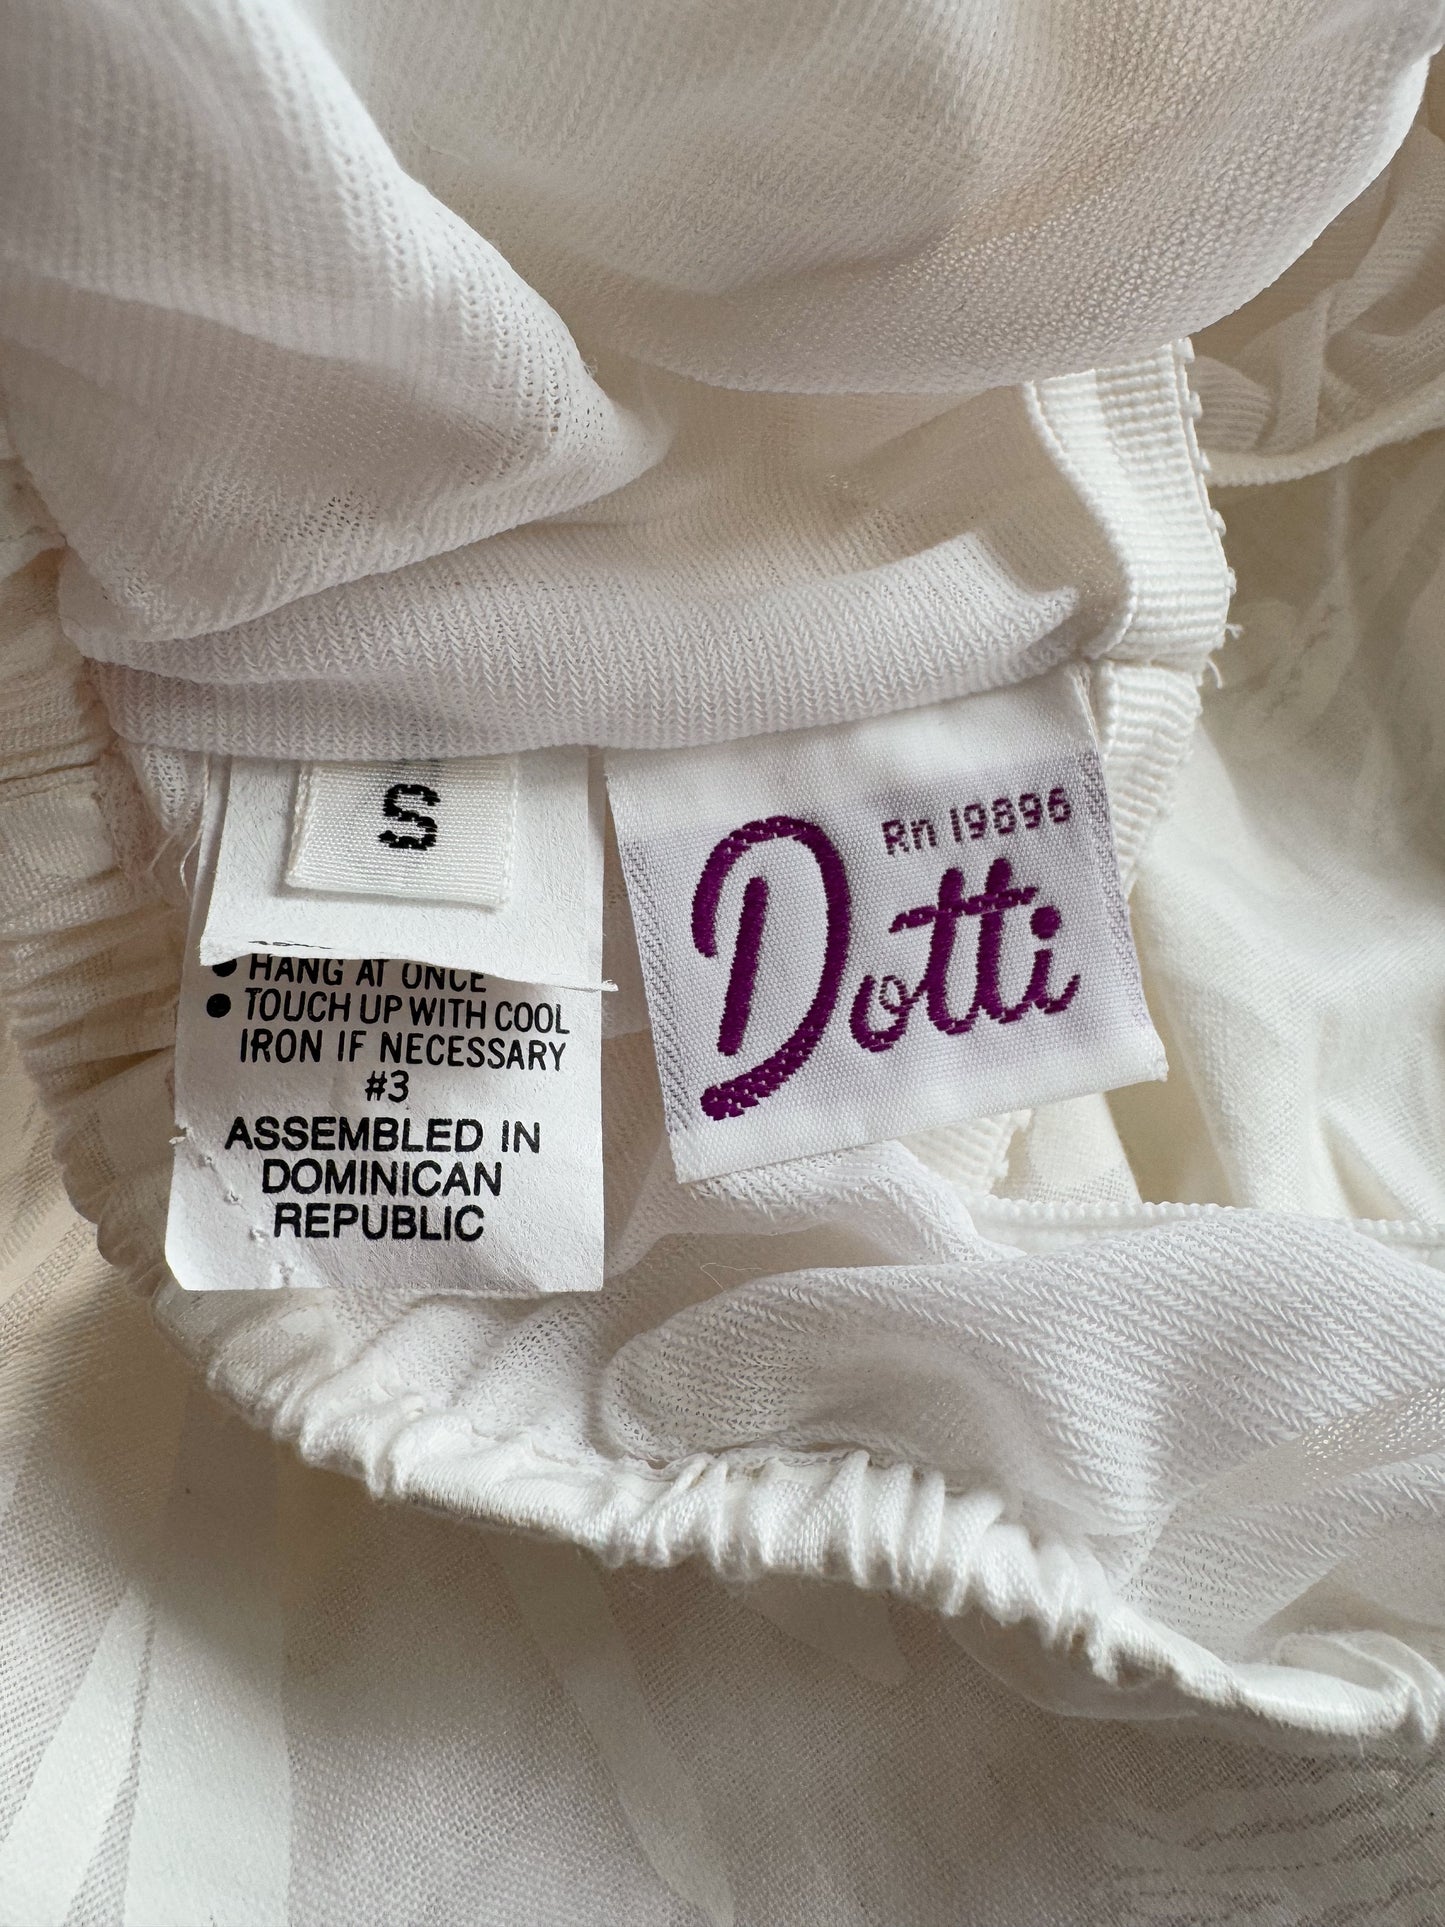 S
• HANG AT ONCE
• TOUCH UP WITH COOL
IRON IF NECESSARY
#3
ASSEMBLED IN
DOMINICAN
REPUBLIC
Rn 19896
Dotti